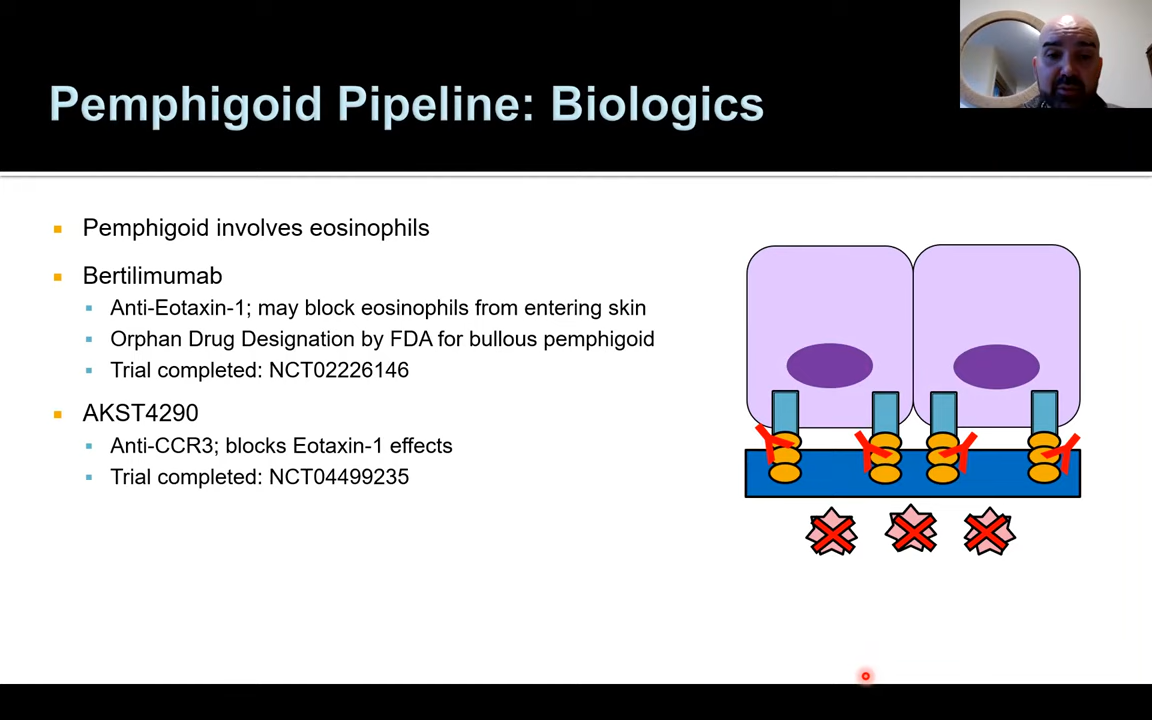 Pemphigoid Pipeline: Biologics
Pemphigoid involves eosinophils
Bertilimumab
Anti-Eotaxin-1; may block eosinophils from entering skin
Orphan Drug Designation by FDA for bullous pemphigoid
Trial completed: NCT02226146
AKST4290
Anti-CCR3; blocks Eotaxin-1 effects
Trial completed: NCT04499235